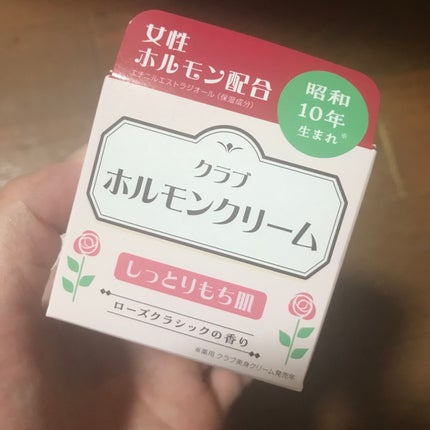 女性
ホルモン配合
エチニルエストラジオール(保湿成分)
昭和
10年
生まれ※
クラブ
ホルモンクリーム
しっとりもち肌
ローズクラシックの香り
※薬用 クラブ美身クリーム発売年